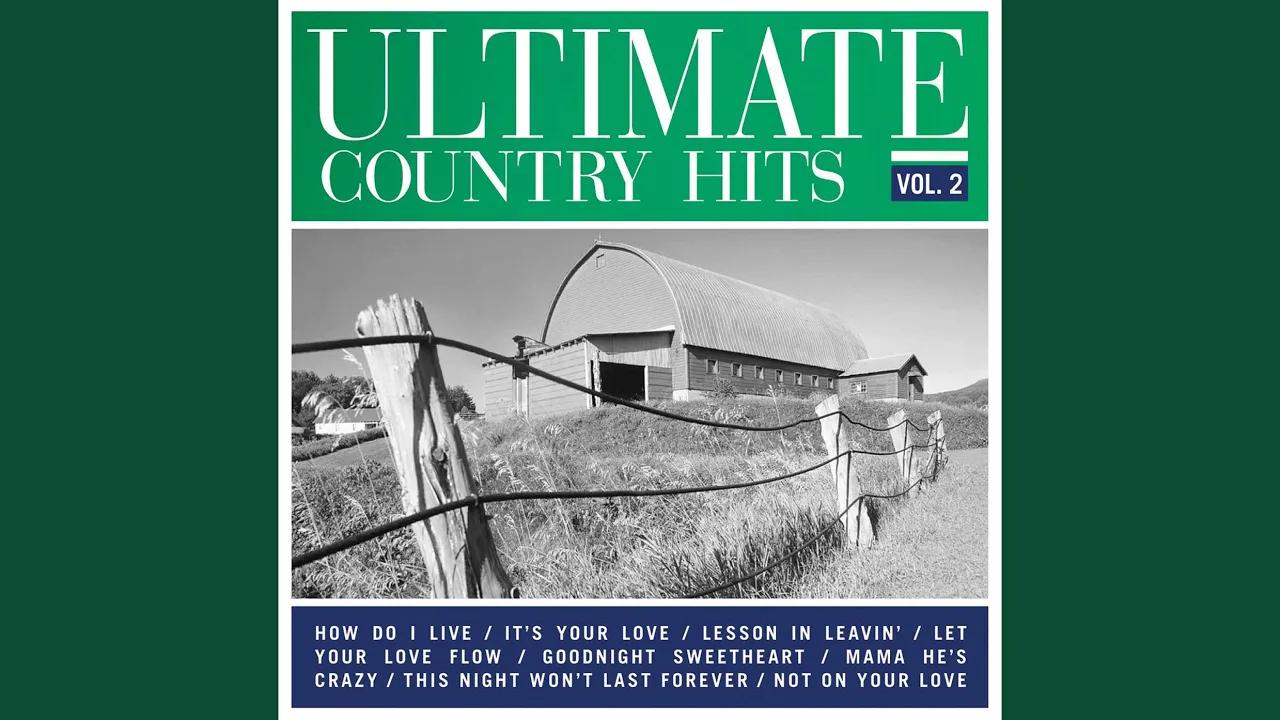 ULTIMATE
COUNTRY HITS
VOL. 2
HOW DO I LIVE / IT'S YOUR LOVE / LESSON IN LEAVIN' / LET
YOUR LOVE FLOW / GOODNIGHT SWEETHEART / MAMA HE'S
CRAZY / THIS NIGHT WON'T LAST FOREVER / NOT ON YOUR LOVE